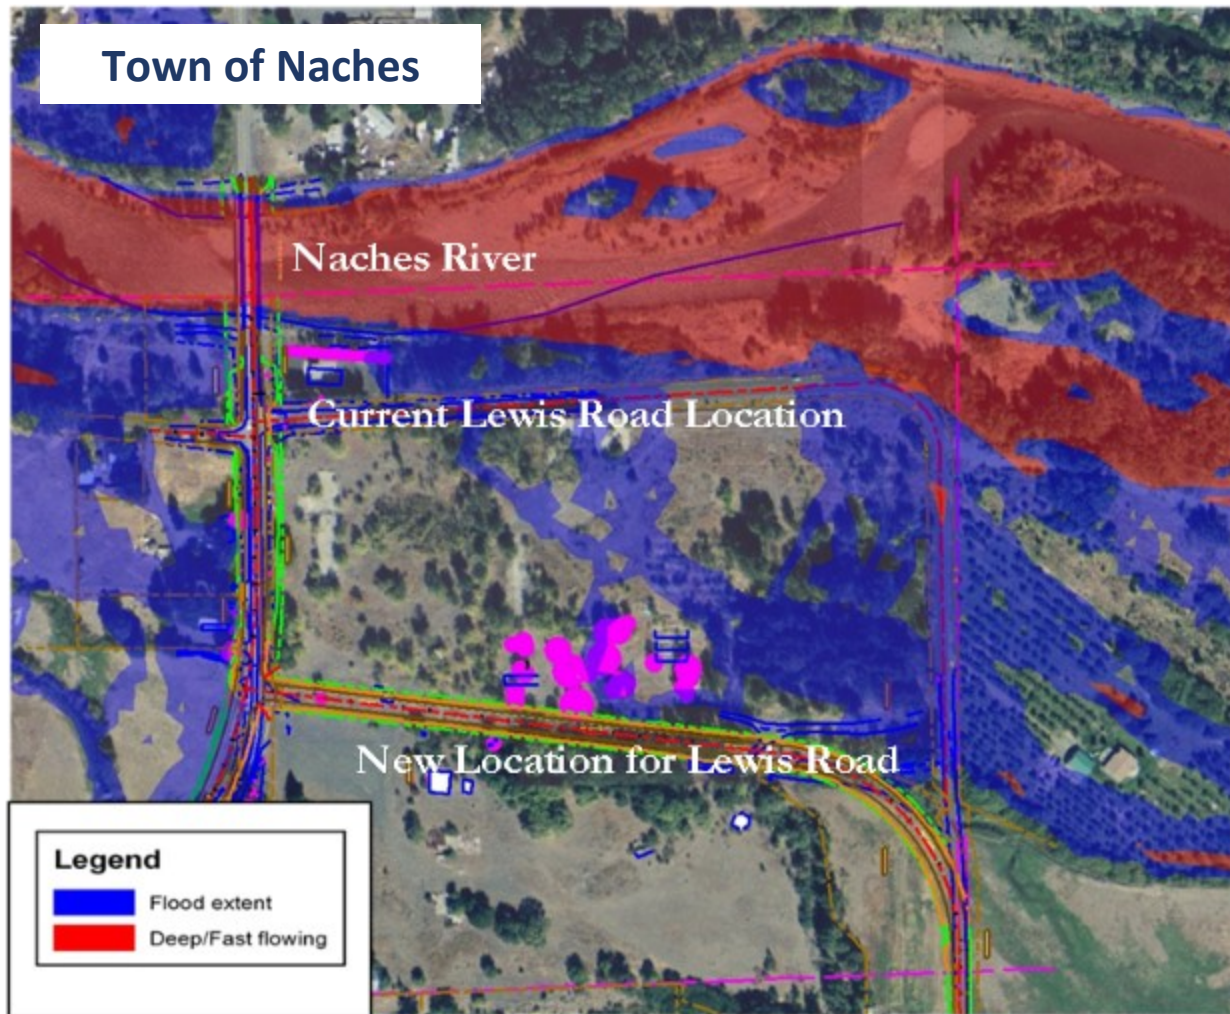 Town of Naches
Naches River
Current Lewis Road Location
New Location for Lewis Road
Legend
Flood extent
Deep/Fast flowing